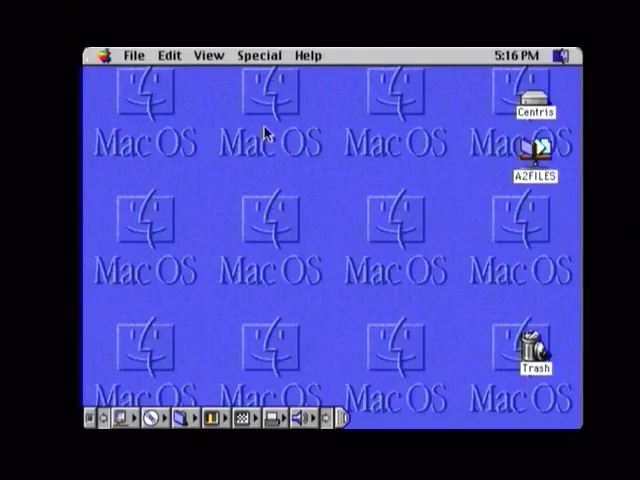 File Edit View Special Help 5:16 PM
Centris
Mac OS Mac OS Mac OS Mac OS
A2FILES
Mac OS Mac OS Mac OS Mac OS
Trash
Mac OS Mac OS Mac OS Mac OS